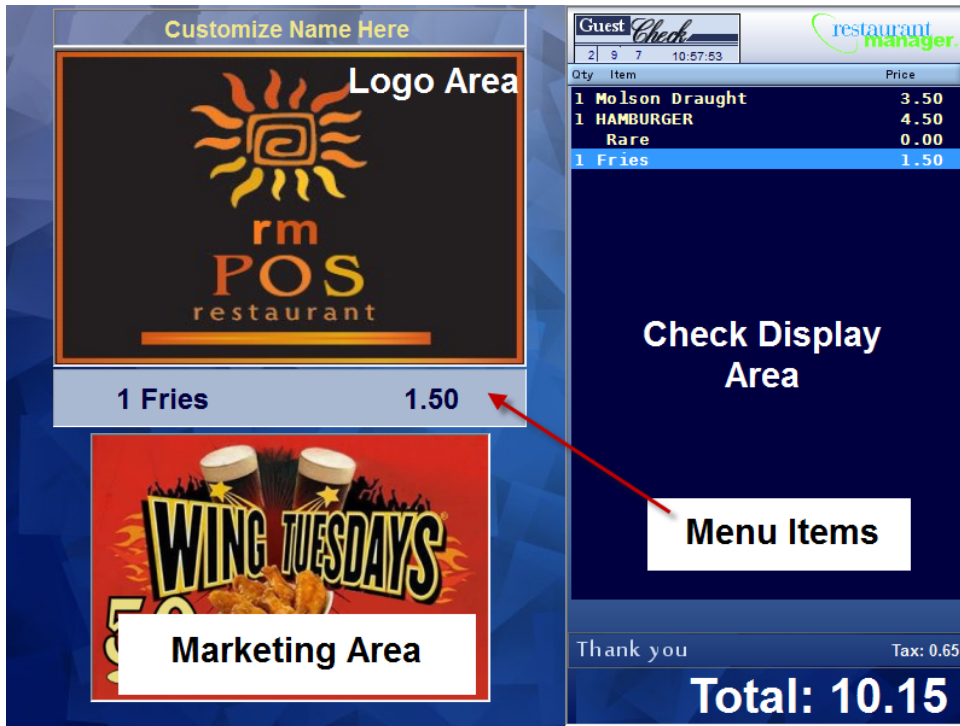 Customize Name Here
Logo Area
rm
POS
restaurant
1 Fries 1.50
WING TUESDAYS
Marketing Area
Guest Check
2 9 7 10:57:53
restaurant
manager.
Qty Item Price
1 Molson Draught 3.50
1 HAMBURGER 4.50
Rare 0.00
1 Fries 1.50
Check Display
Area
Menu Items
Thank you Tax: 0.65
Total: 10.15